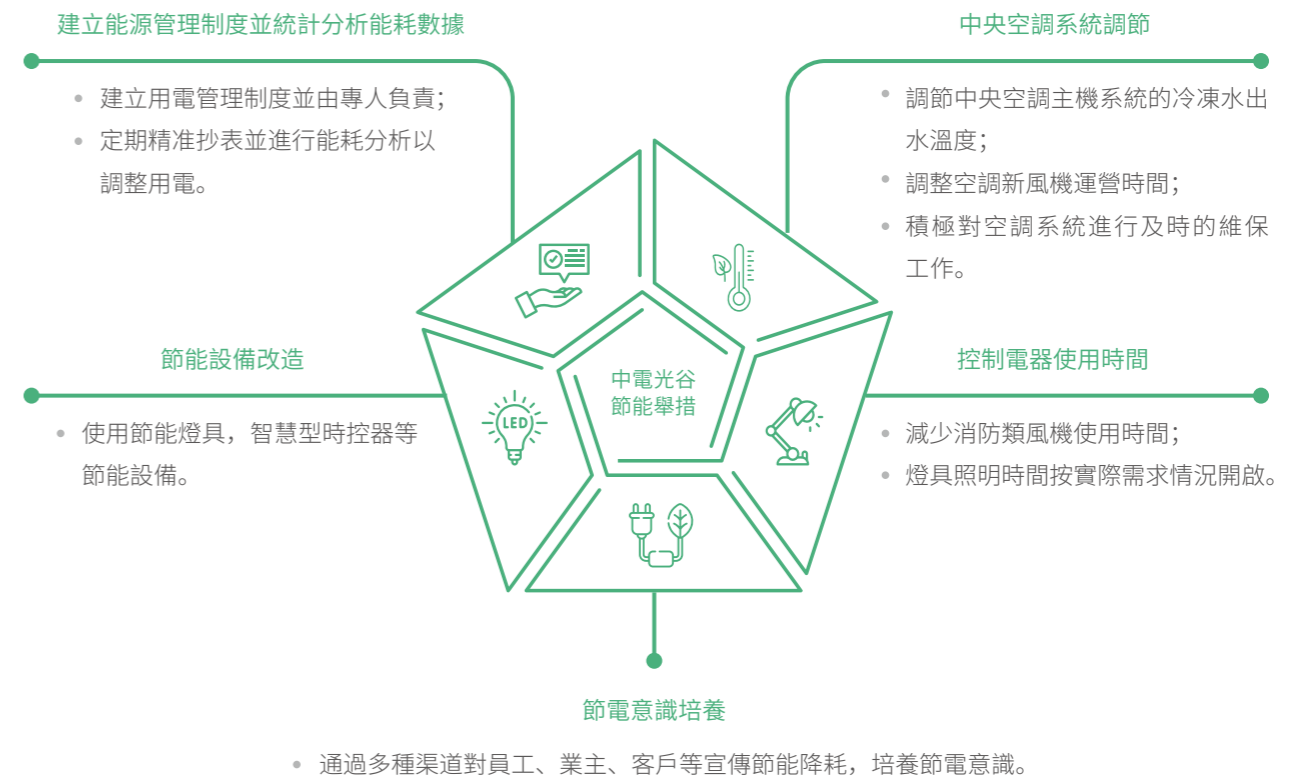 建立能源管理制度並統計分析能耗數據
• 建立用電管理制度並由專人負責；
• 定期精准抄表並進行能耗分析以
調整用電。
中央空調系統調節
• 調節中央空調主機系統的冷凍水出
水溫度；
• 調整空調新風機運營時間；
• 積極對空調系統進行及時的維保
工作。
節能設備改造
• 使用節能燈具，智慧型時控器等
節能設備。
LED
中電光谷
節能舉措
控制電器使用時間
• 減少消防類風機使用時間；
• 燈具照明時間按實際需求情況開啟。
節電意識培養
• 通過多種渠道對員工、業主、客戶等宣傳節能降耗，培養節電意識。